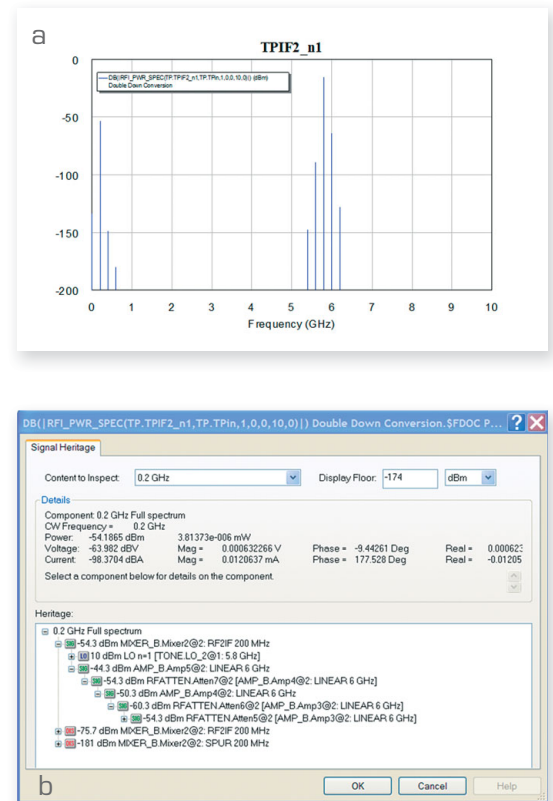 a
TPIF2_n1
DB(|RFI_PWR_SPEC(TP.TPIF2_n1,TP.TPin,1,0,0,10,0)|) (dBm)
Double Down Conversion
0
-50
-100
-150
-200
0 1 2 3 4 5 6 7 8 9 10
Frequency (GHz)
DB(|RFI_PWR_SPEC(TP.TPIF2_n1,TP.TPin,1,0,0,10,0)|) Double Down Conversion.$FDOC P...
Signal Heritage
Content to Inspect: 0.2 GHz Display Floor: -174 dBm
Details
Component: 0.2 GHz Full spectrum
CW Frequency = 0.2 GHz
Power: -54.1865 dBm 3.81373e-006 mW
Voltage: -63.982 dBV Mag = 0.000632266 V Phase = -9.44261 Deg Real = 0.000623
Current: -98.3704 dBA Mag = 0.0120637 mA Phase = 177.528 Deg Real = -0.01205
Select a component below for details on the component.
Heritage:
0.2 GHz Full spectrum
-54.3 dBm MIXER_B.Mixer2@2: RF2IF 200 MHz
10 dBm LO n=1 [TONE.LO_2@1: 5.8 GHz]
-44.3 dBm AMP_B.Amp5@2: LINEAR 6 GHz
-54.3 dBm RFATTEN.Atten7@2 [AMP_B.Amp4@2: LINEAR 6 GHz]
-50.3 dBm AMP_B.Amp4@2: LINEAR 6 GHz
-60.3 dBm RFATTEN.Atten6@2 [AMP_B.Amp3@2: LINEAR 6 GHz]
-54.3 dBm RFATTEN.Atten5@2 [AMP_B.Amp3@2: LINEAR 6 GHz]
-75.7 dBm MIXER_B.Mixer2@2: RF2IF 200 MHz
-181 dBm MIXER_B.Mixer2@2: SPUR 200 MHz
b
OK Cancel Help